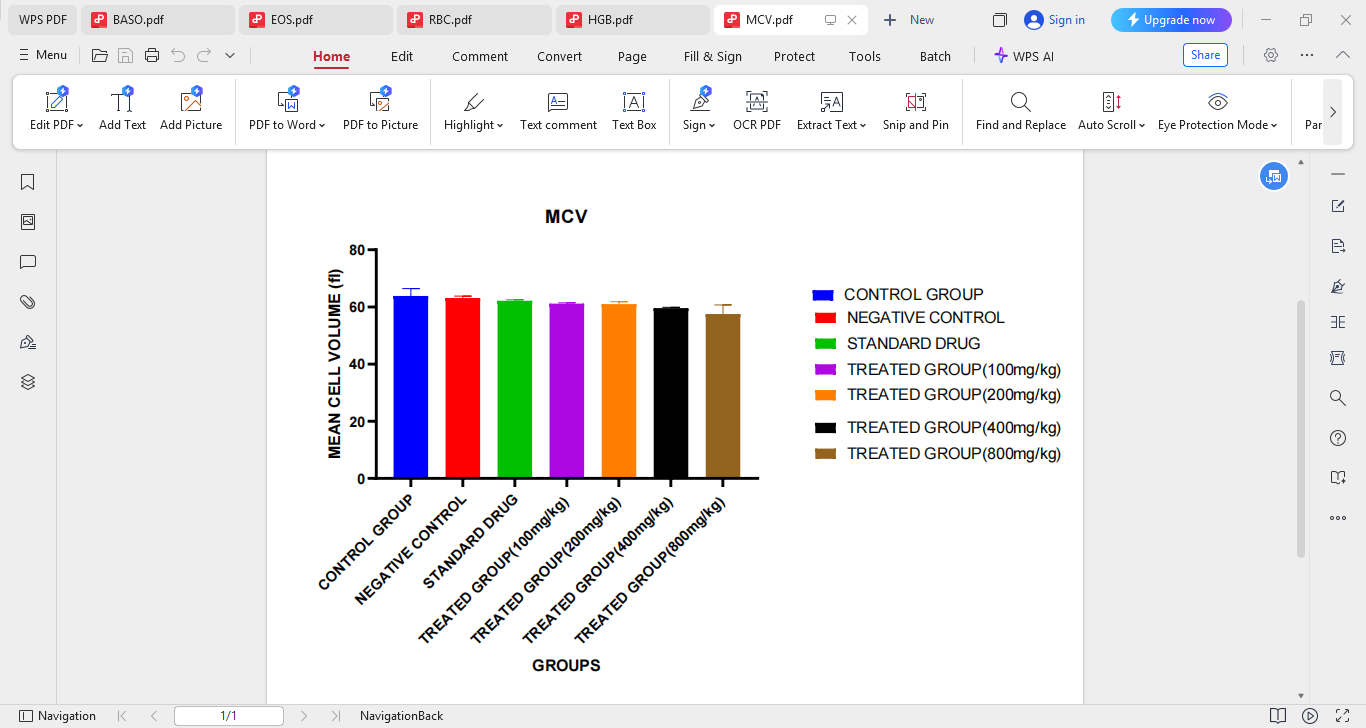 WPS PDF BASO.pdf EOS.pdf RBC.pdf HGB.pdf MCV.pdf New Sign in Upgrade now
Menu Home Edit Comment Convert Page Fill & Sign Protect Tools Batch WPS AI Share
Edit PDF Add Text Add Picture PDF to Word PDF to Picture Highlight Text comment Text Box Sign OCR PDF Extract Text Snip and Pin Find and Replace Auto Scroll Eye Protection Mode Par
MCV
MEAN CELL VOLUME (fl)
80
60
40
20
0
CONTROL GROUP
NEGATIVE CONTROL
STANDARD DRUG
TREATED GROUP(100mg/kg)
TREATED GROUP(200mg/kg)
TREATED GROUP(400mg/kg)
TREATED GROUP(800mg/kg)
GROUPS
CONTROL GROUP
NEGATIVE CONTROL
STANDARD DRUG
TREATED GROUP(100mg/kg)
TREATED GROUP(200mg/kg)
TREATED GROUP(400mg/kg)
TREATED GROUP(800mg/kg)
Navigation 1/1 NavigationBack